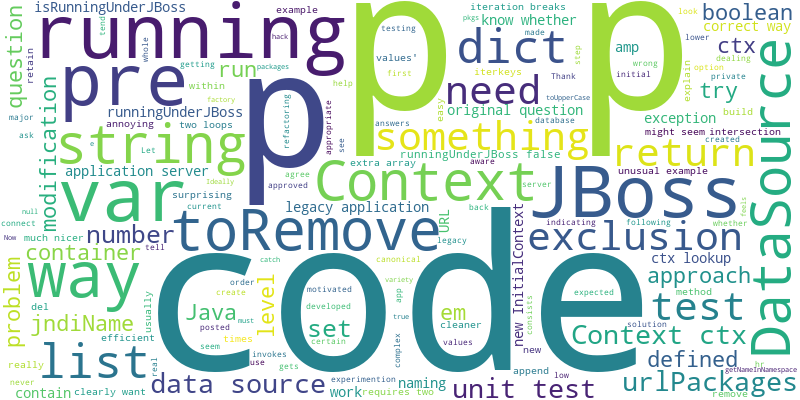 isRunningUnderJBoss
example
iteration breaks
pkgs
testing
made
know whether
boolean
correct way
look
lower
step
running
tend
whole
hack
retain
values'
dict
amp
ctx
dealing
option
wrong
initial
explain
private
question
pre
getting
run
packages
iterkeys
first
easy
Thank
need
try
build
within
factory
runningUnderJBoss
help
original question
toUpperCase
database
exception
created
major
annoying
two loops
refactoring
appropriate
see
answers
might seem intersection
string
something
return
modification
ask
e
Let
application server
agree
extra array
runningUnderJBoss false
aware
unusual example
surprising
Ideally
approved
server
var
Context
JBoss
DataSource
current
legacy application
URL
back
indicating
following
whether
feels
null
Now
much nicer
number
toRemove
legacy
exclusion
connect
tell
container
order
catch
canonical
new InitialContext
ctx lookup
way
del
create
motivated
variety
approach
problem
usually
efficient
must
developed
app
expected
method
posted
Java
level
true
em
cleaner
consists
test
jndiName
seem
times
set
certain
complex
values
solution
Context ctx
really
real
invokes
new
defined
list
use
gets
code
hr
getNameInNamespace
never
experimention
low
append
naming
urlPackages
contain
clearly want
data source
work
requires two
unit test
remove
p
p
p